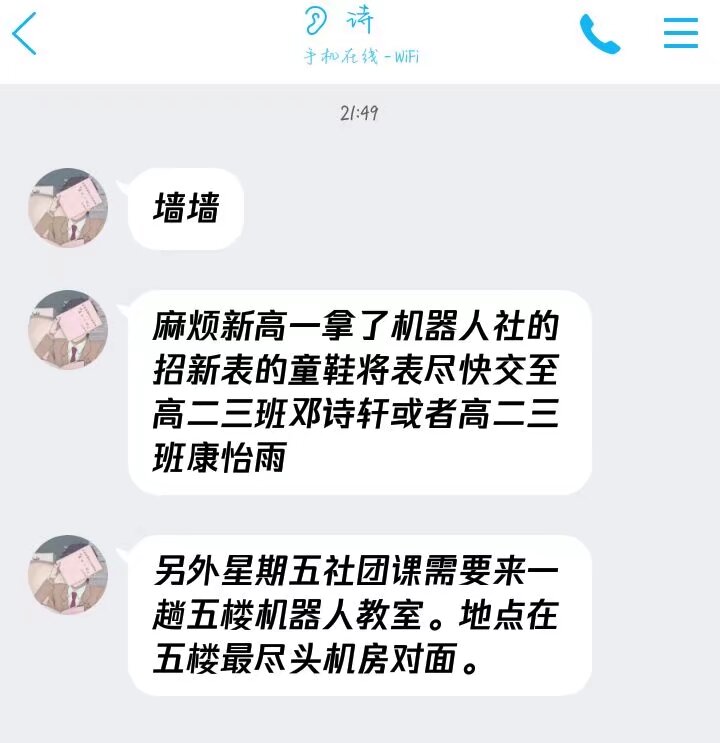 诗
手机在线-WiFi
21:49
墙墙
麻烦新高一拿了机器人社的
招新表的童鞋将表尽快交至
高二三班邓诗轩或者高二三
班康怡雨
另外星期五社团课需要来一
趟五楼机器人教室。地点在
五楼最尽头机房对面。